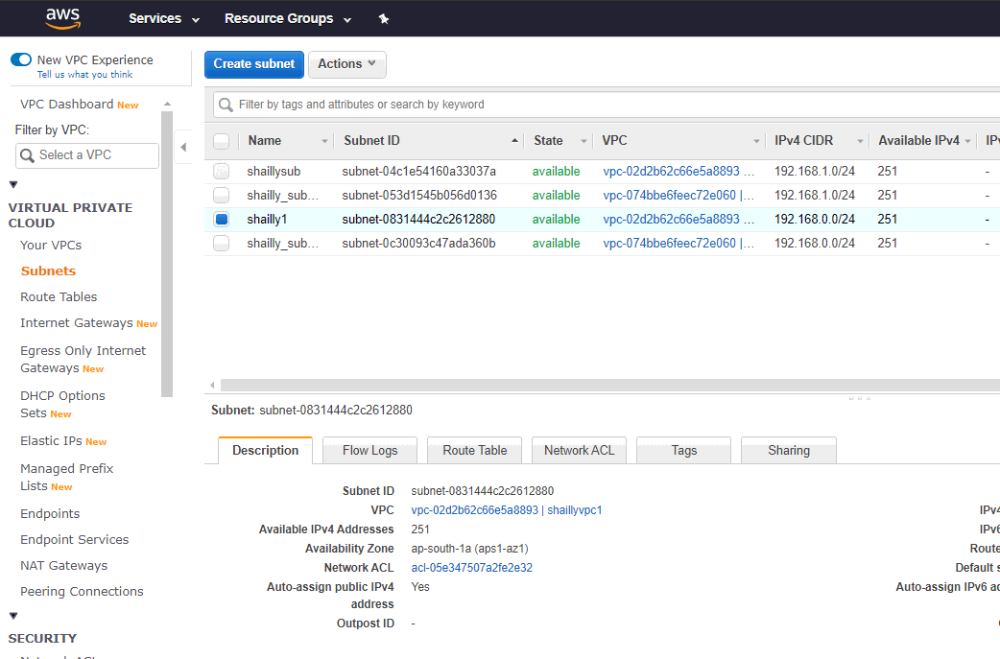 aws Services Resource Groups
New VPC Experience
Tell us what you think
VPC Dashboard New
Filter by VPC:
Select a VPC
VIRTUAL PRIVATE
CLOUD
Your VPCs
Subnets
Route Tables
Internet Gateways New
Egress Only Internet
Gateways New
DHCP Options
Sets New
Elastic IPs New
Managed Prefix
Lists New
Endpoints
Endpoint Services
NAT Gateways
Peering Connections
SECURITY
Create subnet Actions
Filter by tags and attributes or search by keyword
Name Subnet ID State VPC IPv4 CIDR Available IPv4 IPv
shaillysub subnet-04c1e54160a33037a available vpc-02d2b62c66e5a8893 ... 192.168.1.0/24 251 -
shailly_sub... subnet-053d1545b056d0136 available vpc-074bbe6feec72e060 |... 192.168.1.0/24 251 -
shailly1 subnet-0831444c2c2612880 available vpc-02d2b62c66e5a8893 ... 192.168.0.0/24 251 -
shailly_sub... subnet-0c30093c47ada360b available vpc-074bbe6feec72e060 |... 192.168.0.0/24 251 -
Subnet: subnet-0831444c2c2612880
Description Flow Logs Route Table Network ACL Tags Sharing
Subnet ID subnet-0831444c2c2612880
VPC vpc-02d2b62c66e5a8893 | shaillyvpc1 IPv4
Available IPv4 Addresses 251 IPv6
Availability Zone ap-south-1a (aps1-az1) Route
Network ACL acl-05e347507a2fe2e32 Default s
Auto-assign public IPv4 Yes Auto-assign IPv6 ad
address
Outpost ID -